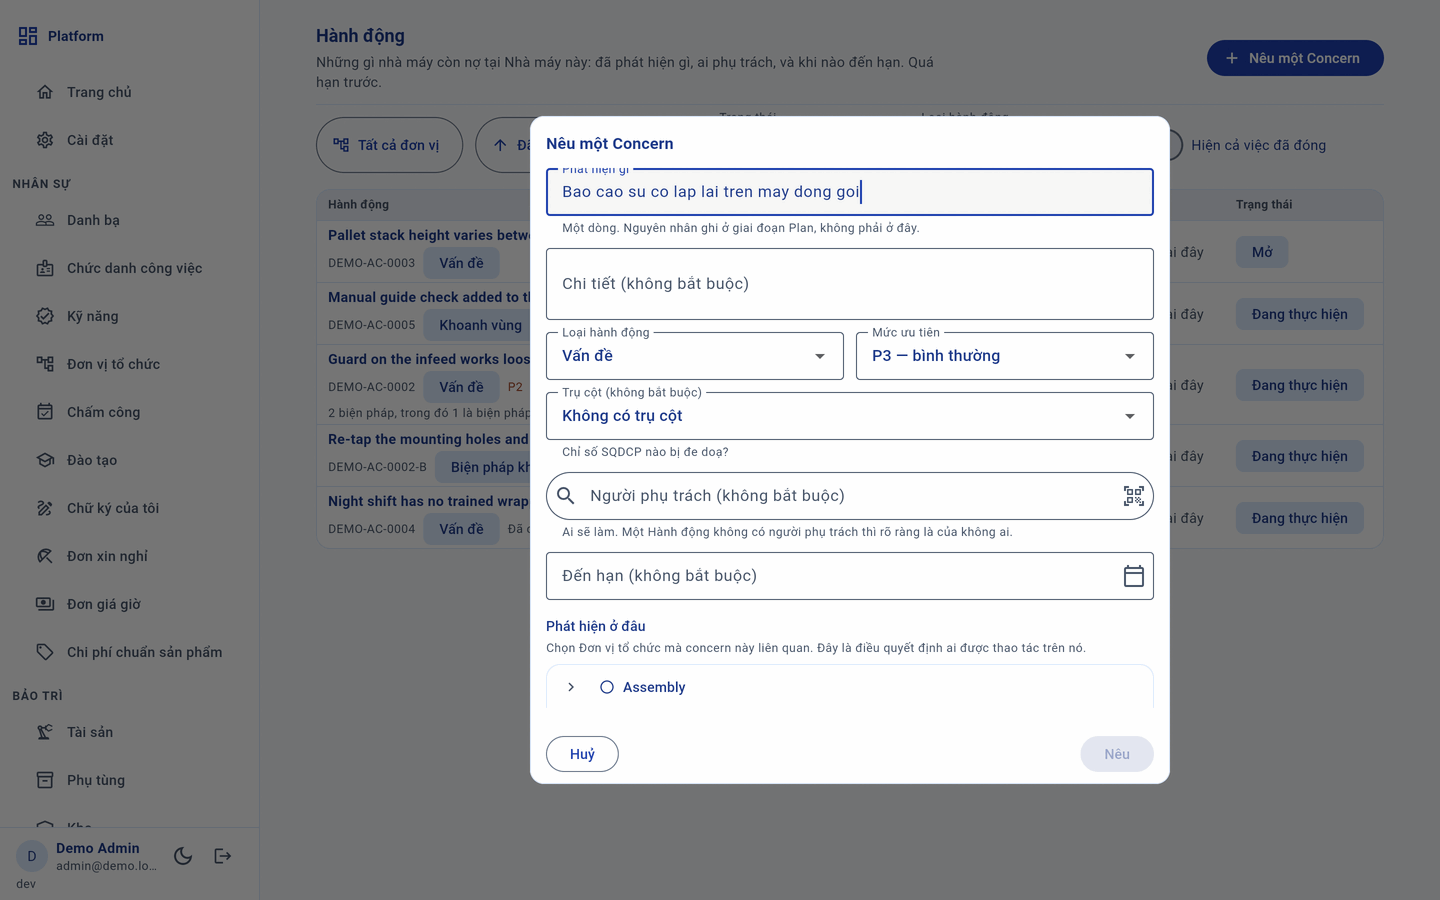 Platform
Trang chủ
Cài đặt
NHÂN SỰ
Danh bạ
Chức danh công việc
Kỹ năng
Đơn vị tổ chức
Chấm công
Đào tạo
Chữ ký của tôi
Đơn xin nghỉ
Đơn giá giờ
Chi phí chuẩn sản phẩm
BẢO TRÌ
Tài sản
Phụ tùng
Kho
D
Demo Admin
admin@demo.lo...
dev
Hành động
Những gì nhà máy còn nợ tại Nhà máy này: đã phát hiện gì, ai phụ trách, và khi nào đến hạn. Quá
hạn trước.
Nêu một Concern
Tất cả đơn vị
Hiện cả việc đã đóng
Hành động
Trạng thái
Pallet stack height varies
DEMO-AC-0003
Vấn đề
đây
Mở
Manual guide check added to
DEMO-AC-0005
Khoanh vùng
đây
Đang thực hiện
Guard on the infeed works
DEMO-AC-0002
Vấn đề
P2
2 biện pháp, trong đó 1 là biện pháp
đây
Đang thực hiện
Re-tap the mounting holes and
DEMO-AC-0002-B
Biện pháp
đây
Đang thực hiện
Night shift has no trained
DEMO-AC-0004
Vấn đề
đây
Đang thực hiện
Nêu một Concern
Phát hiện gì
Bao cao su co lap lai tren may dong goi
Một dòng. Nguyên nhân ghi ở giai đoạn Plan, không phải ở đây.
Chi tiết (không bắt buộc)
Loại hành động
Vấn đề
Mức ưu tiên
P3 — bình thường
Trụ cột (không bắt buộc)
Không có trụ cột
Chỉ số SQDCP nào bị đe doạ?
Người phụ trách (không bắt buộc)
Ai sẽ làm. Một Hành động không có người phụ trách thì rõ ràng là của không ai.
Đến hạn (không bắt buộc)
Phát hiện ở đâu
Chọn Đơn vị tổ chức mà concern này liên quan. Đây là điều quyết định ai được thao tác trên nó.
Assembly
Huỷ
Nêu